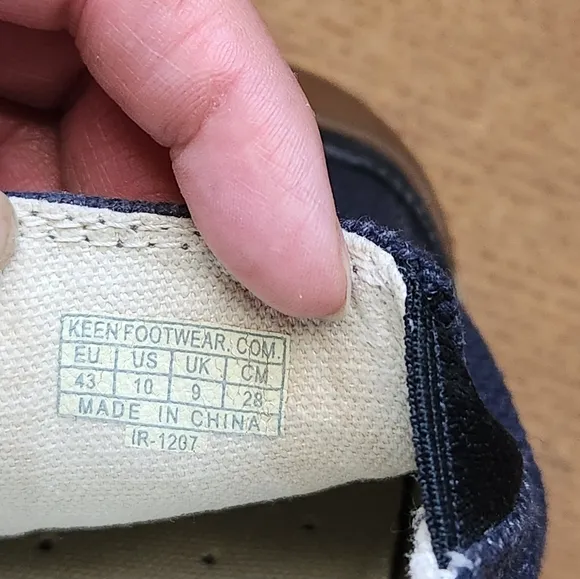 KEENFOOTWEAR.COM.
EU US UK CM
43 10 9 28
MADE IN CHINA
IR-1207